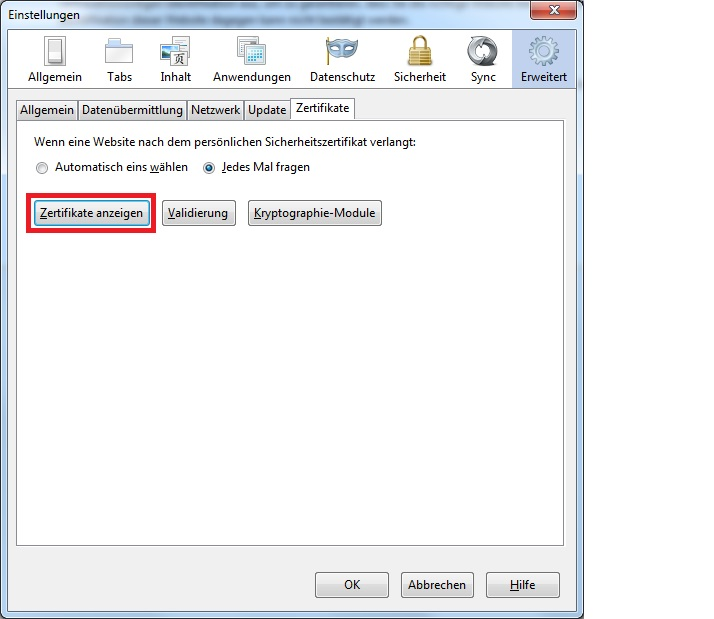 Einstellungen
Allgemein Tabs Inhalt Anwendungen Datenschutz Sicherheit Sync Erweitert
Allgemein Datenübermittlung Netzwerk Update Zertifikate
Wenn eine Website nach dem persönlichen Sicherheitszertifikat verlangt:
Automatisch eins wählen Jedes Mal fragen
Zertifikate anzeigen Validierung Kryptographie-Module
OK Abbrechen Hilfe